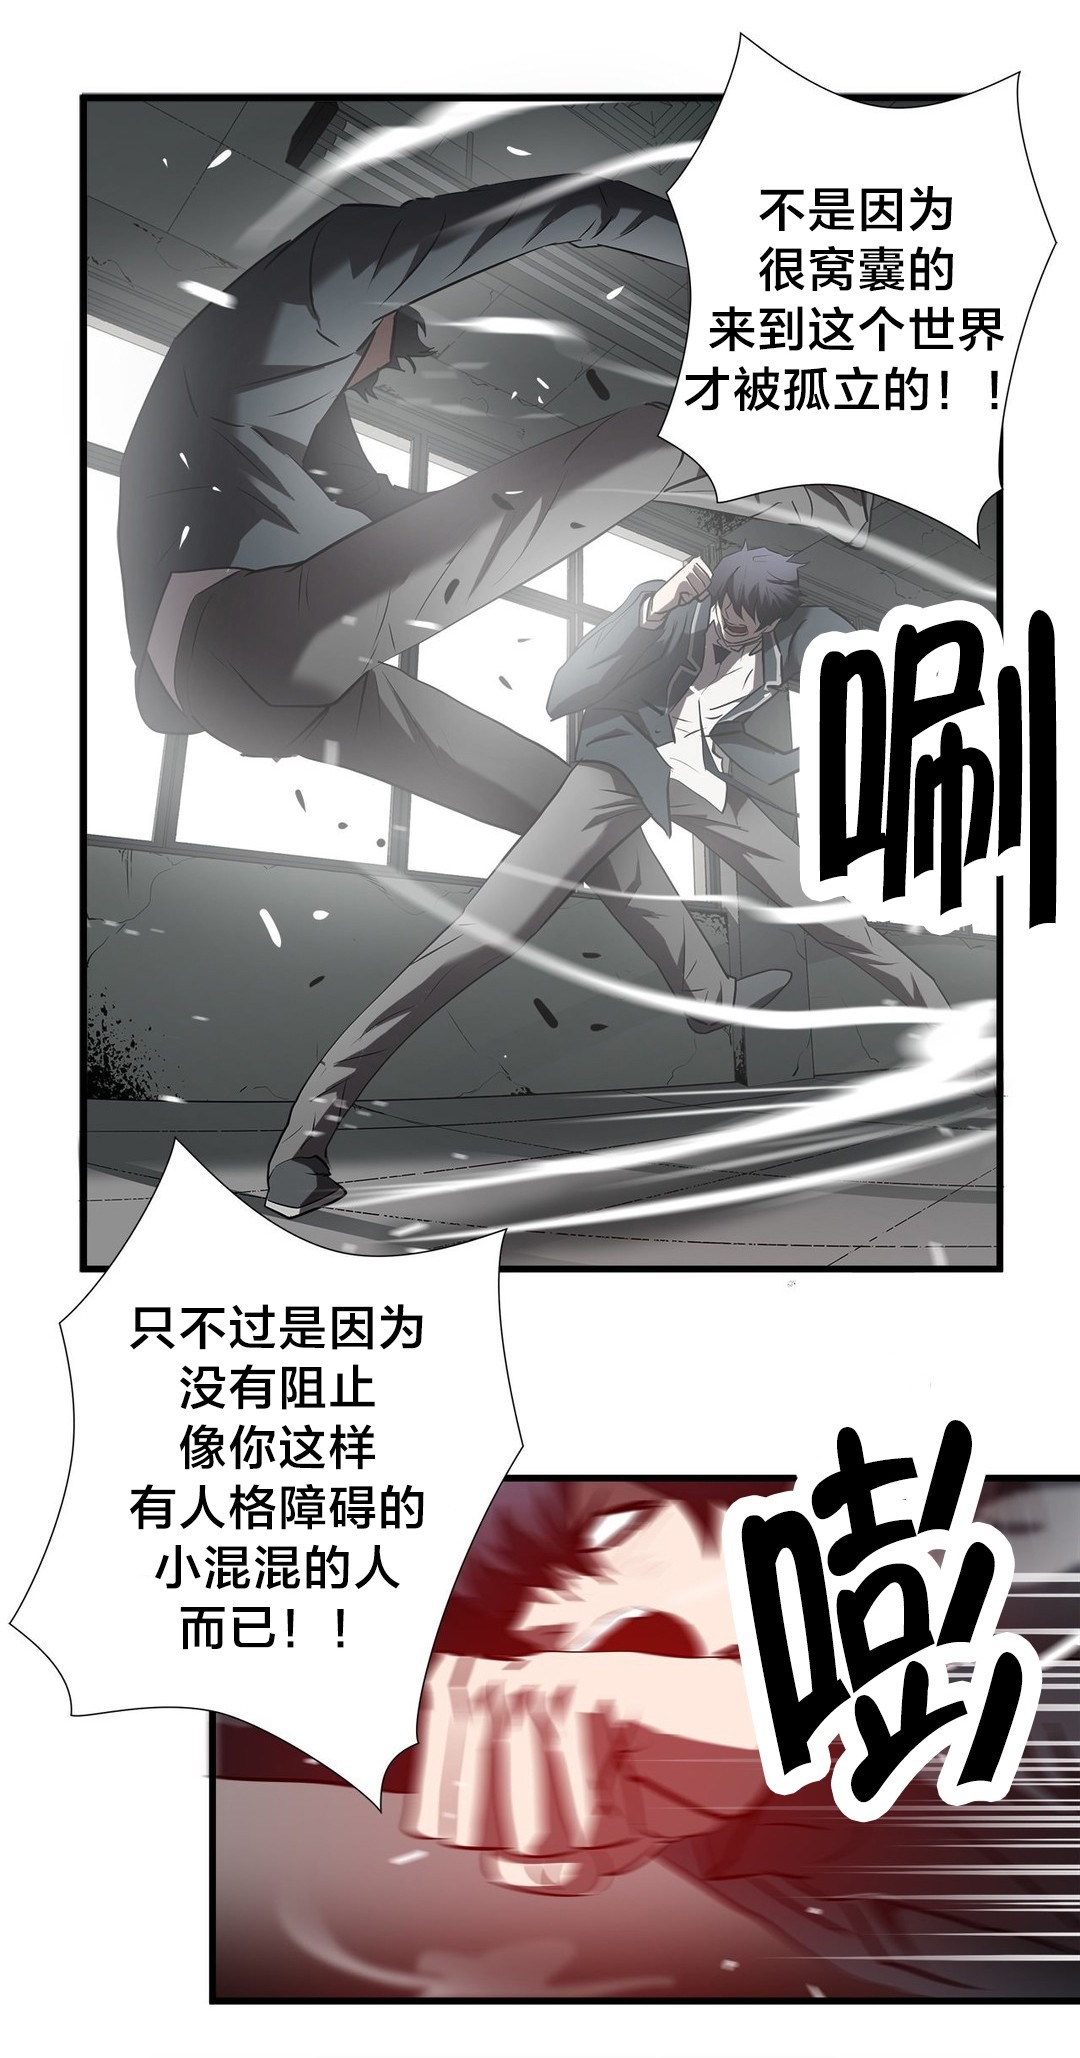 不是因为
很窝囊的
来到这个世界
才被孤立的！！
唰
只不过是因为
没有阻止
像你这样
有人格障碍的
小混混的人
而已！！
嘭